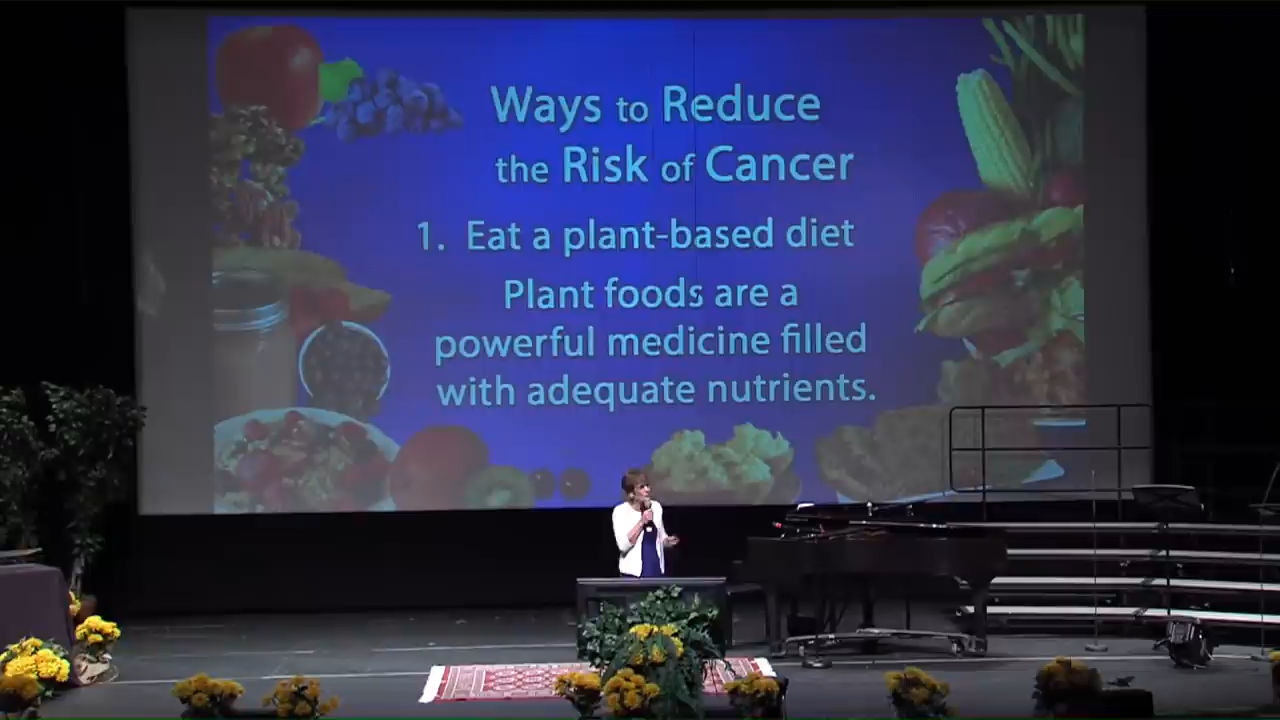 Ways to Reduce
the Risk of Cancer
1. Eat a plant-based diet
Plant foods are a
powerful medicine filled
with adequate nutrients.